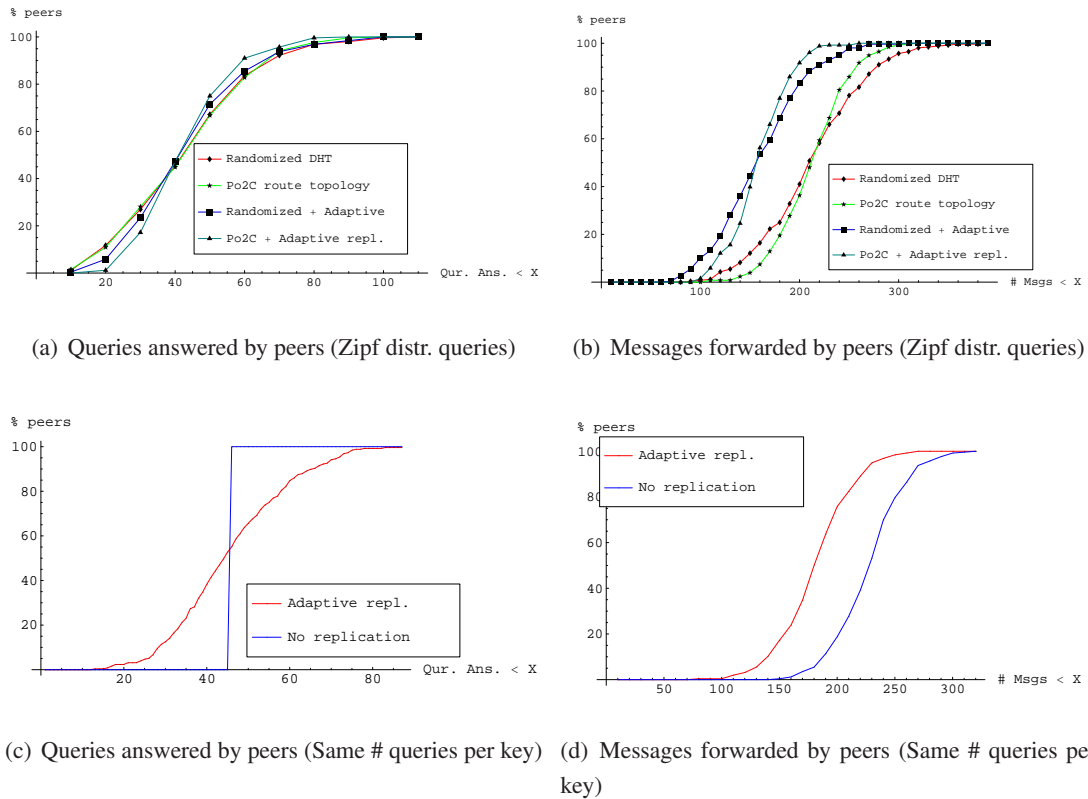 % peers
100
80
60
40
20
20
40
60
80
100
Qur. Ans. < X
Randomized DHT
Po2C route topology
Randomized + Adaptive
Po2C + Adaptive repl.
(a) Queries answered by peers (Zipf distr. queries)
% peers
100
80
60
40
20
100
200
300
# Msgs < X
Randomized DHT
Po2C route topology
Randomized + Adaptive
Po2C + Adaptive repl.
(b) Messages forwarded by peers (Zipf distr. queries)
% peers
100
80
60
40
20
20
40
60
80
Qur. Ans. < X
Adaptive repl.
No replication
(c) Queries answered by peers (Same # queries per key)
% peers
100
80
60
40
20
50
100
150
200
250
300
# Msgs < X
Adaptive repl.
No replication
(d) Messages forwarded by peers (Same # queries pe
key)